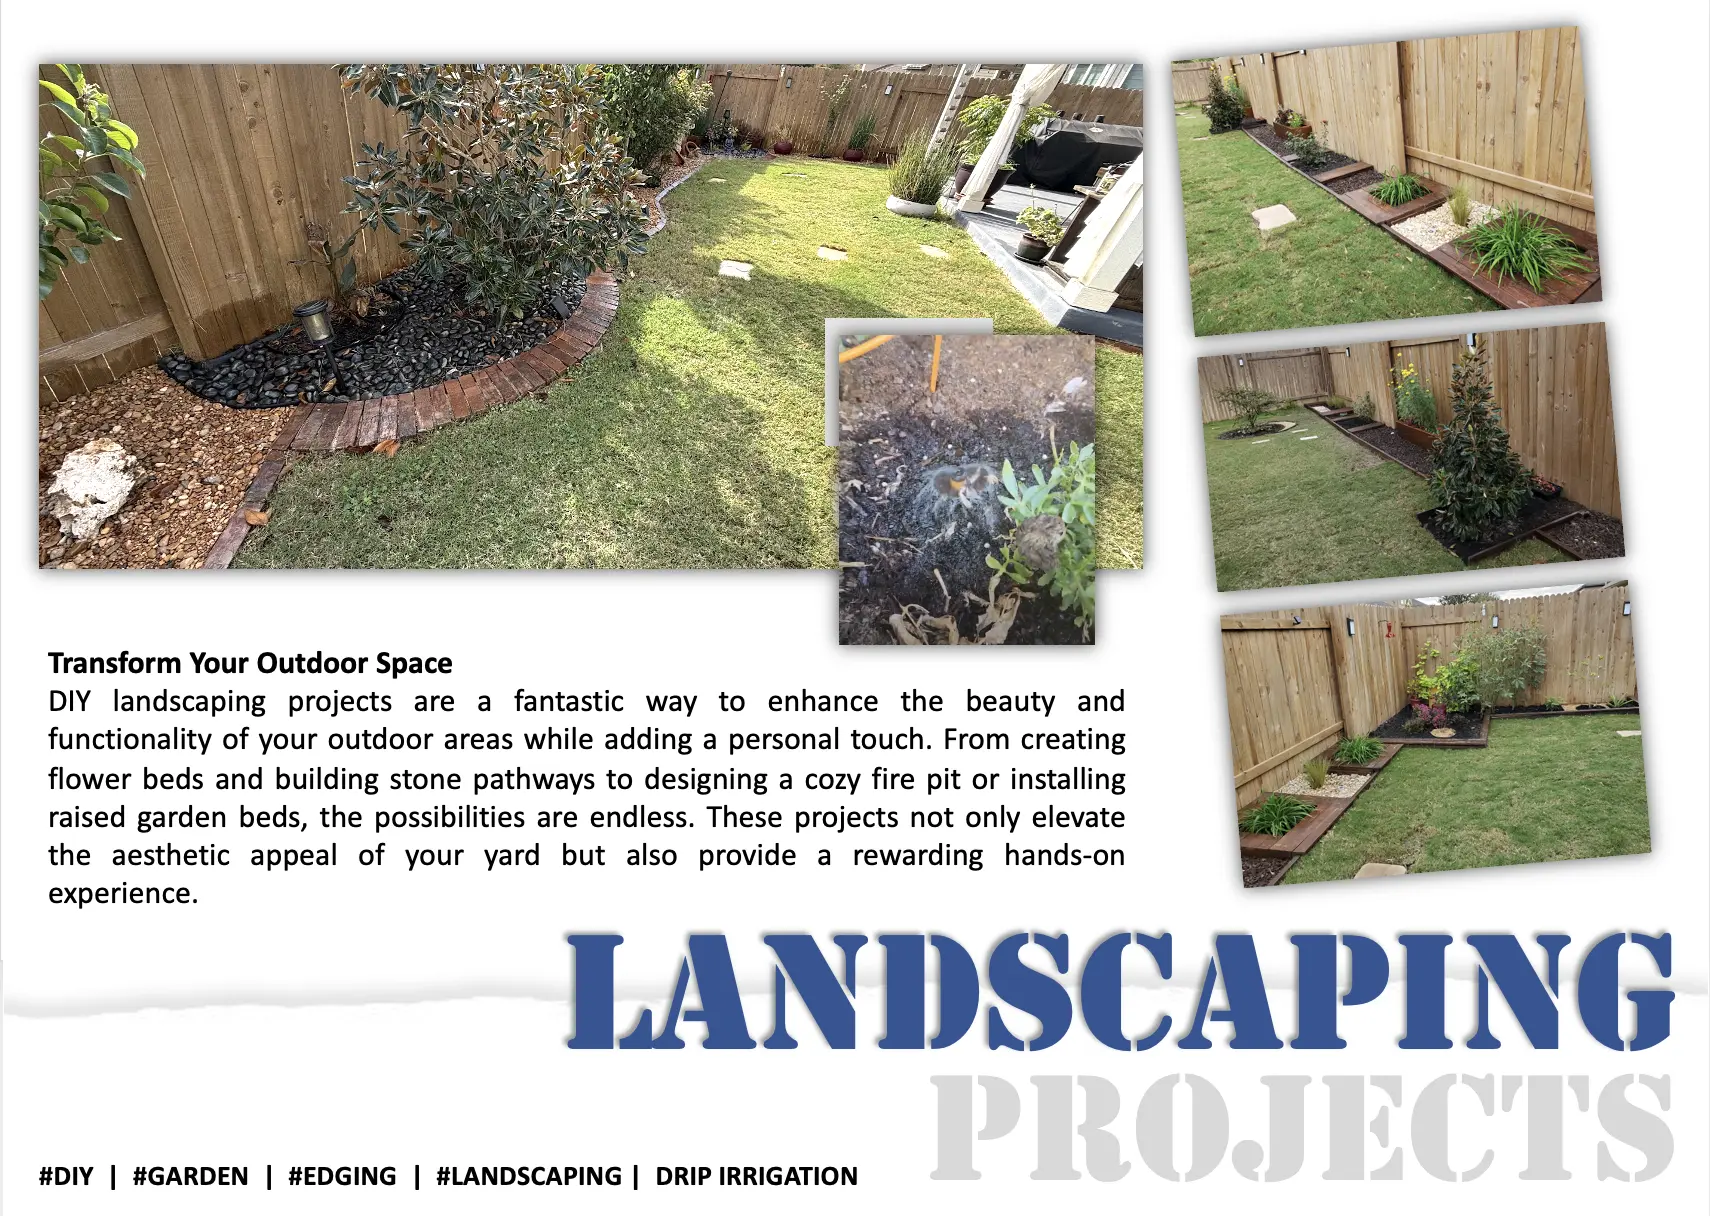 Transform Your Outdoor Space
DIY landscaping projects are a fantastic way to enhance the beauty and
functionality of your outdoor areas while adding a personal touch. From creating
flower beds and building stone pathways to designing a cozy fire pit or installing
raised garden beds, the possibilities are endless. These projects not only elevate
the aesthetic appeal of your yard but also provide a rewarding hands-on
experience.
LANDSCAPING
PROJECTS
#DIY | #GARDEN | #EDGING | #LANDSCAPING | DRIP IRRIGATION